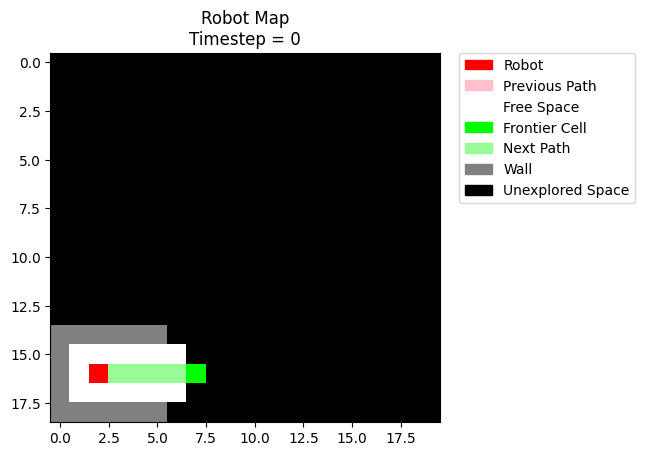 Robot Map
Timestep = 0
Robot
Previous Path
Free Space
Frontier Cell
Next Path
Wall
Unexplored Space
0.0
2.5
5.0
7.5
10.0
12.5
15.0
17.5
0.0 2.5 5.0 7.5 10.0 12.5 15.0 17.5